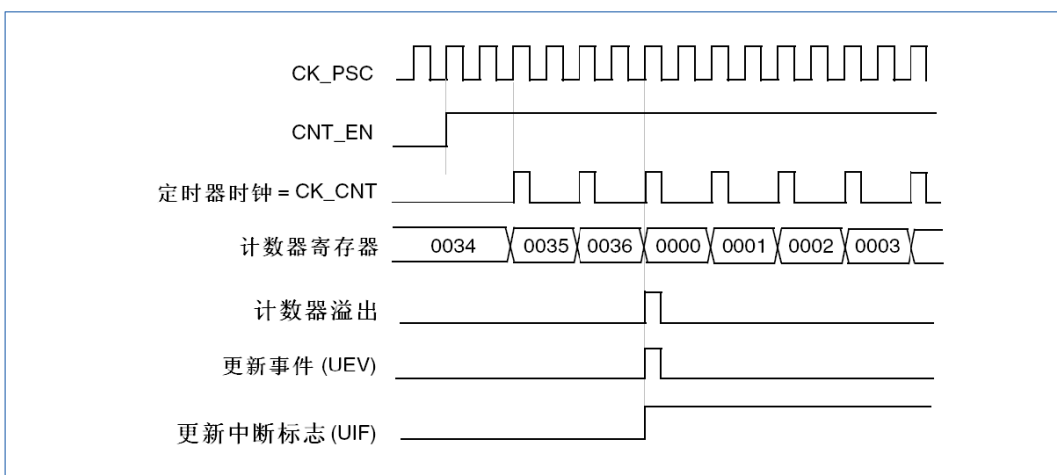 CK_PSC
CNT_EN
定时器时钟 = CK_CNT
计数器寄存器 0034 0035 0036 0000 0001 0002 0003
计数器溢出
更新事件 (UEV)
更新中断标志 (UIF)